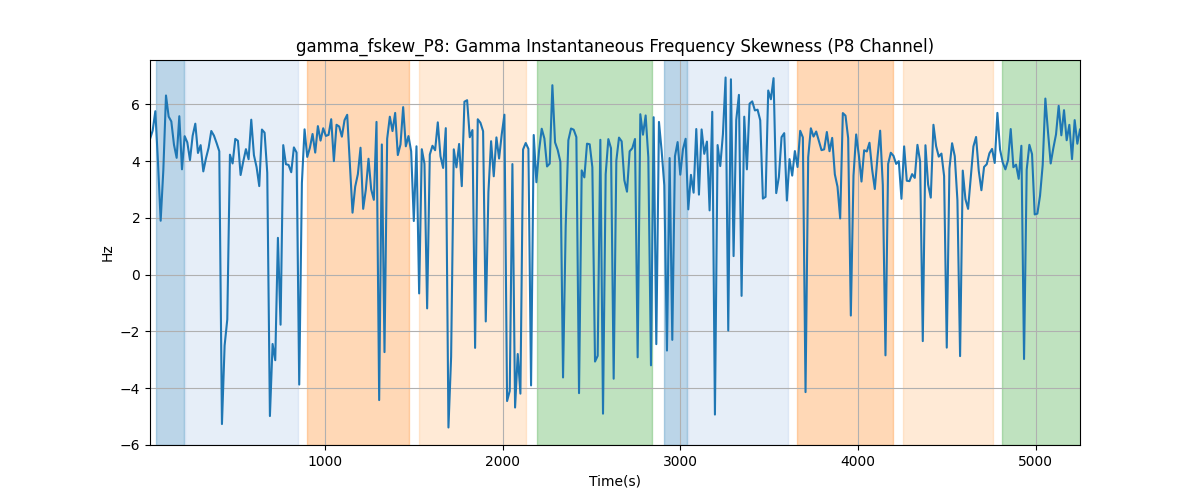 gamma_fskew_P8: Gamma Instantaneous Frequency Skewness (P8 Channel)
6
4
2
0
−2
−4
−6
Hz
1000 2000 3000 4000 5000
Time(s)